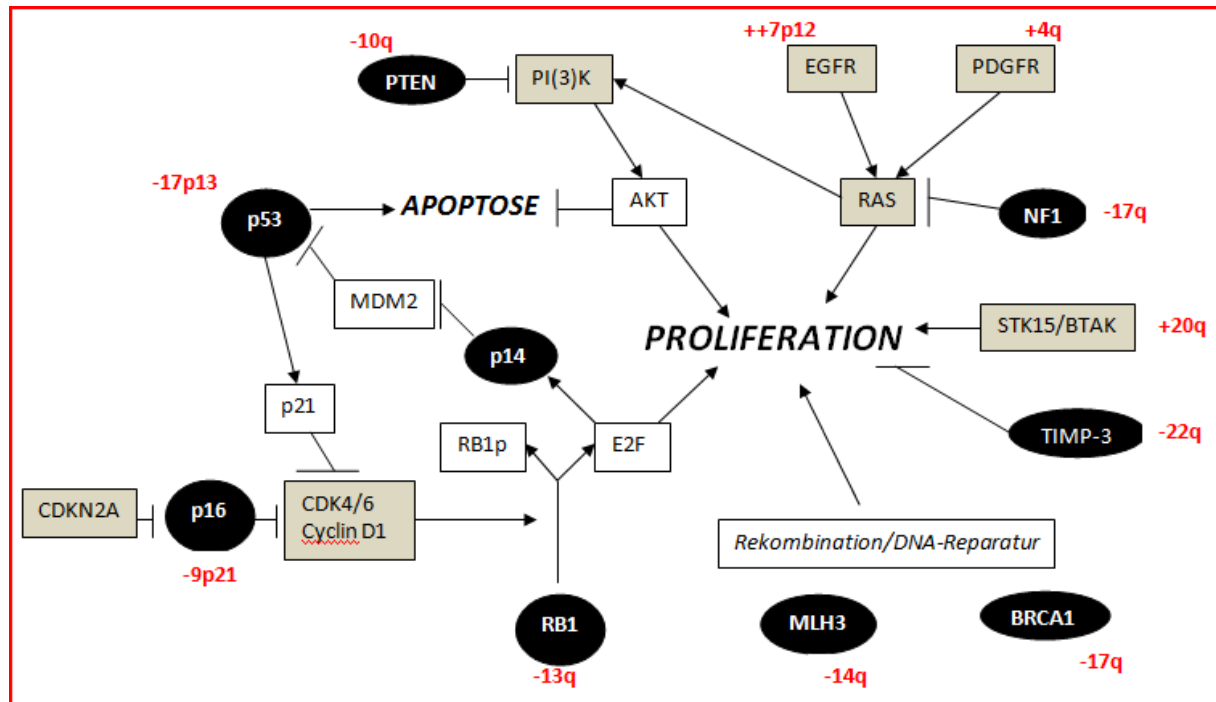 -10q
++7p12
+4q
PTEN
PI(3)K
EGFR
PDGFR
-17p13
p53
APOPTOSE
AKT
RAS
NF1
-17q
MDM2
p14
PROLIFERATION
STK15/BTAK
+20q
p21
RB1p
E2F
TIMP-3
-22q
CDKN2A
p16
CDK4/6
Cyclin D1
-9p21
Rekombination/DNA-Reparatur
RB1
MLH3
BRCA1
-13q
-14q
-17q